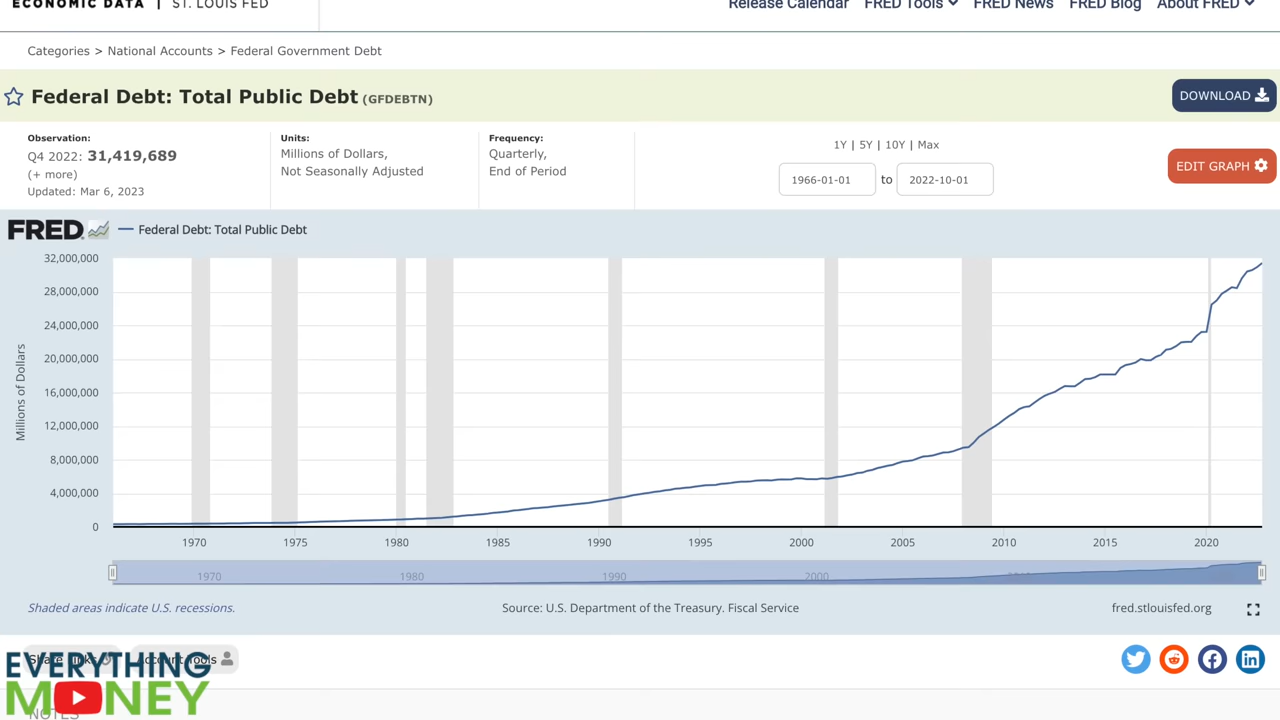 ECONOMIC DATA | ST. LOUIS FED
Release Calendar FRED Tools FRED News FRED Blog About FRED
Categories > National Accounts > Federal Government Debt
Federal Debt: Total Public Debt (GFDEBTN)
DOWNLOAD
Observation:
Q4 2022: 31,419,689
(+ more)
Updated: Mar 6, 2023
Units:
Millions of Dollars,
Not Seasonally Adjusted
Frequency:
Quarterly,
End of Period
1Y | 5Y | 10Y | Max
1966-01-01 to 2022-10-01
EDIT GRAPH
FRED
Federal Debt: Total Public Debt
32,000,000
28,000,000
24,000,000
20,000,000
16,000,000
12,000,000
8,000,000
4,000,000
0
Millions of Dollars
1970 1975 1980 1985 1990 1995 2000 2005 2010 2015 2020
1970 1980 1990 2000
Shaded areas indicate U.S. recessions.
Source: U.S. Department of the Treasury. Fiscal Service
fred.stlouisfed.org
Share Links Account Tools
EVERYTHING
MONEY
NOTES